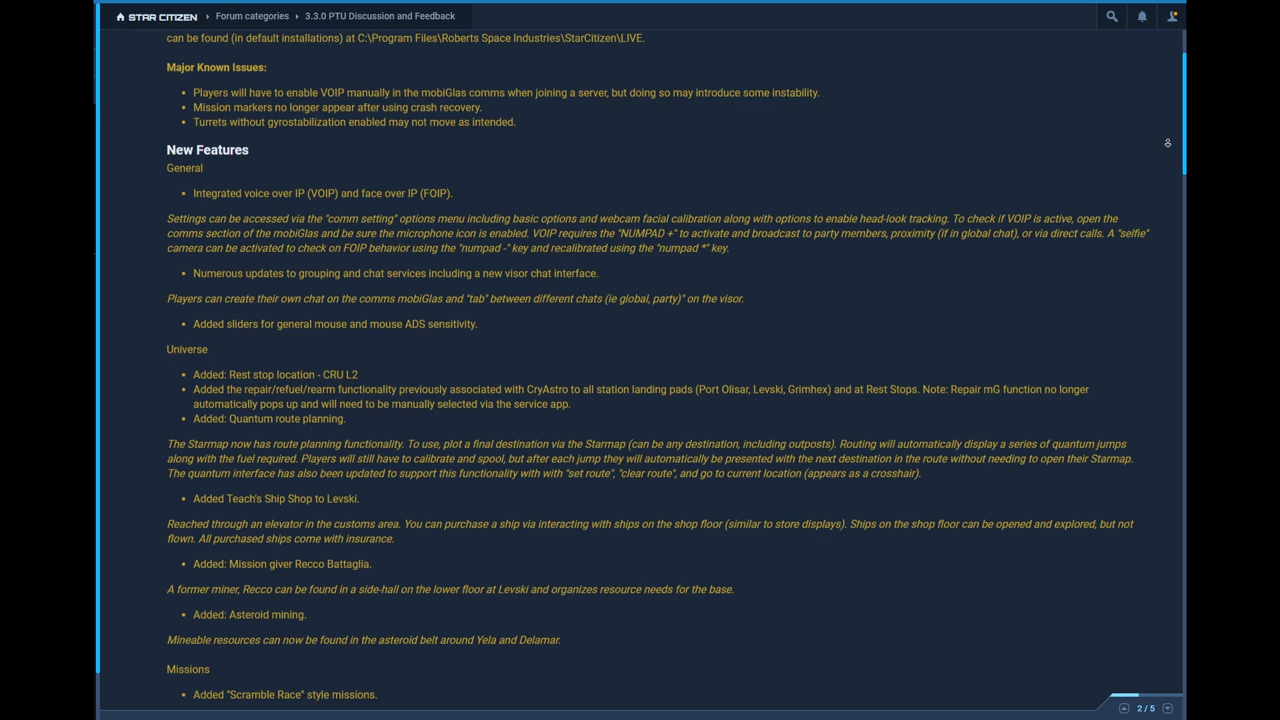 STAR CITIZEN › Forum categories › 3.3.0 PTU Discussion and Feedback
can be found (in default installations) at C:\Program Files\Roberts Space Industries\StarCitizen\LIVE.
Major Known Issues:
• Players will have to enable VOIP manually in the mobiGlas comms when joining a server, but doing so may introduce some instability.
• Mission markers no longer appear after using crash recovery.
• Turrets without gyrostabilization enabled may not move as intended.
New Features
General
• Integrated voice over IP (VOIP) and face over IP (FOIP).
Settings can be accessed via the "comm setting" options menu including basic options and webcam facial calibration along with options to enable head-look tracking. To check if VOIP is active, open the
comms section of the mobiGlas and be sure the microphone icon is enabled. VOIP requires the "NUMPAD +" to activate and broadcast to party members, proximity (if in global chat), or via direct calls. A "selfie"
camera can be activated to check on FOIP behavior using the "numpad -" key and recalibrated using the "numpad *" key.
• Numerous updates to grouping and chat services including a new visor chat interface.
Players can create their own chat on the comms mobiGlas and "tab" between different chats (ie global, party)" on the visor.
• Added sliders for general mouse and mouse ADS sensitivity.
Universe
• Added: Rest stop location - CRU L2
• Added the repair/refuel/rearm functionality previously associated with CryAstro to all station landing pads (Port Olisar, Levski, Grimhex) and at Rest Stops. Note: Repair mG function no longer
automatically pops up and will need to be manually selected via the service app.
• Added: Quantum route planning.
The Starmap now has route planning functionality. To use, plot a final destination via the Starmap (can be any destination, including outposts). Routing will automatically display a series of quantum jumps
along with the fuel required. Players will still have to calibrate and spool, but after each jump they will automatically be presented with the next destination in the route without needing to open their Starmap.
The quantum interface has also been updated to support this functionality with with "set route", "clear route", and go to current location (appears as a crosshair).
• Added Teach's Ship Shop to Levski.
Reached through an elevator in the customs area. You can purchase a ship via interacting with ships on the shop floor (similar to store displays). Ships on the shop floor can be opened and explored, but not
flown. All purchased ships come with insurance.
• Added: Mission giver Recco Battaglia.
A former miner, Recco can be found in a side-hall on the lower floor at Levski and organizes resource needs for the base.
• Added: Asteroid mining.
Mineable resources can now be found in the asteroid belt around Yela and Delamar.
Missions
• Added "Scramble Race" style missions.
2 / 5